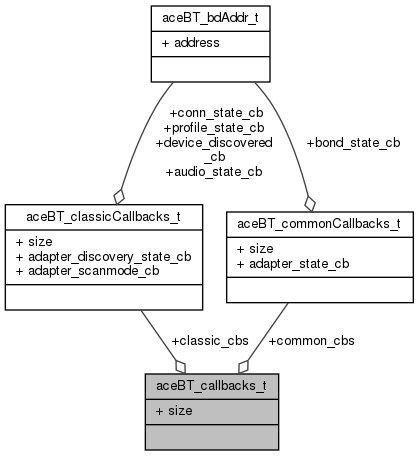 aceBT_bdAddr_t
+ address
+conn_state_cb
+profile_state_cb
+device_discovered
_cb
+audio_state_cb
+bond_state_cb
aceBT_classicCallbacks_t
+ size
+ adapter_discovery_state_cb
+ adapter_scanmode_cb
aceBT_commonCallbacks_t
+ size
+ adapter_state_cb
+classic_cbs
+common_cbs
aceBT_callbacks_t
+ size